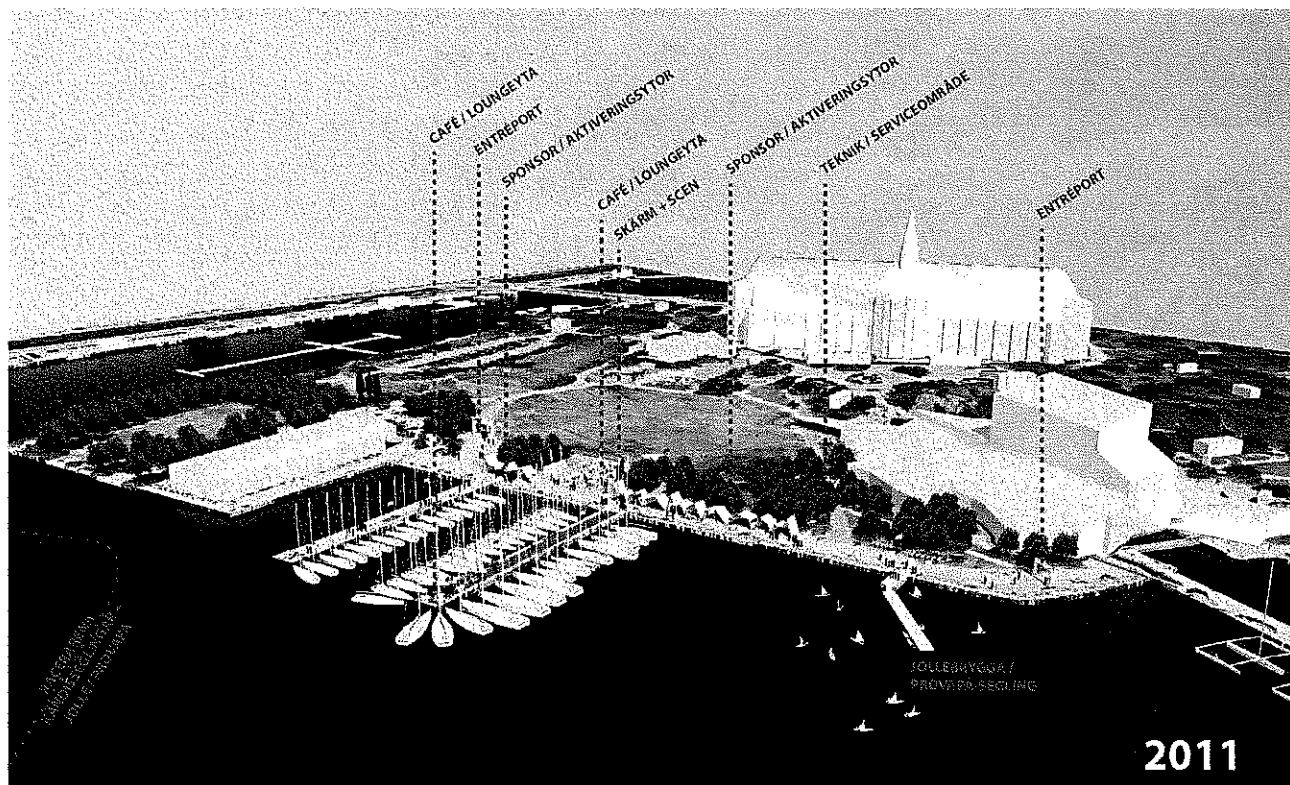 CAFÉ / LOUNGEYTA
ENTRÉPORT
SPONSOR / AKTIVERINGSYTOR
CAFÉ / LOUNGEYTA
SKÄRM + SCEN
SPONSOR / AKTIVERINGSYTOR
TEKNIK / SERVICEOMRÅDE
ENTRÉPORT
JOLLEBRYGGA /
PROVA PÅ-SEGLING
2011